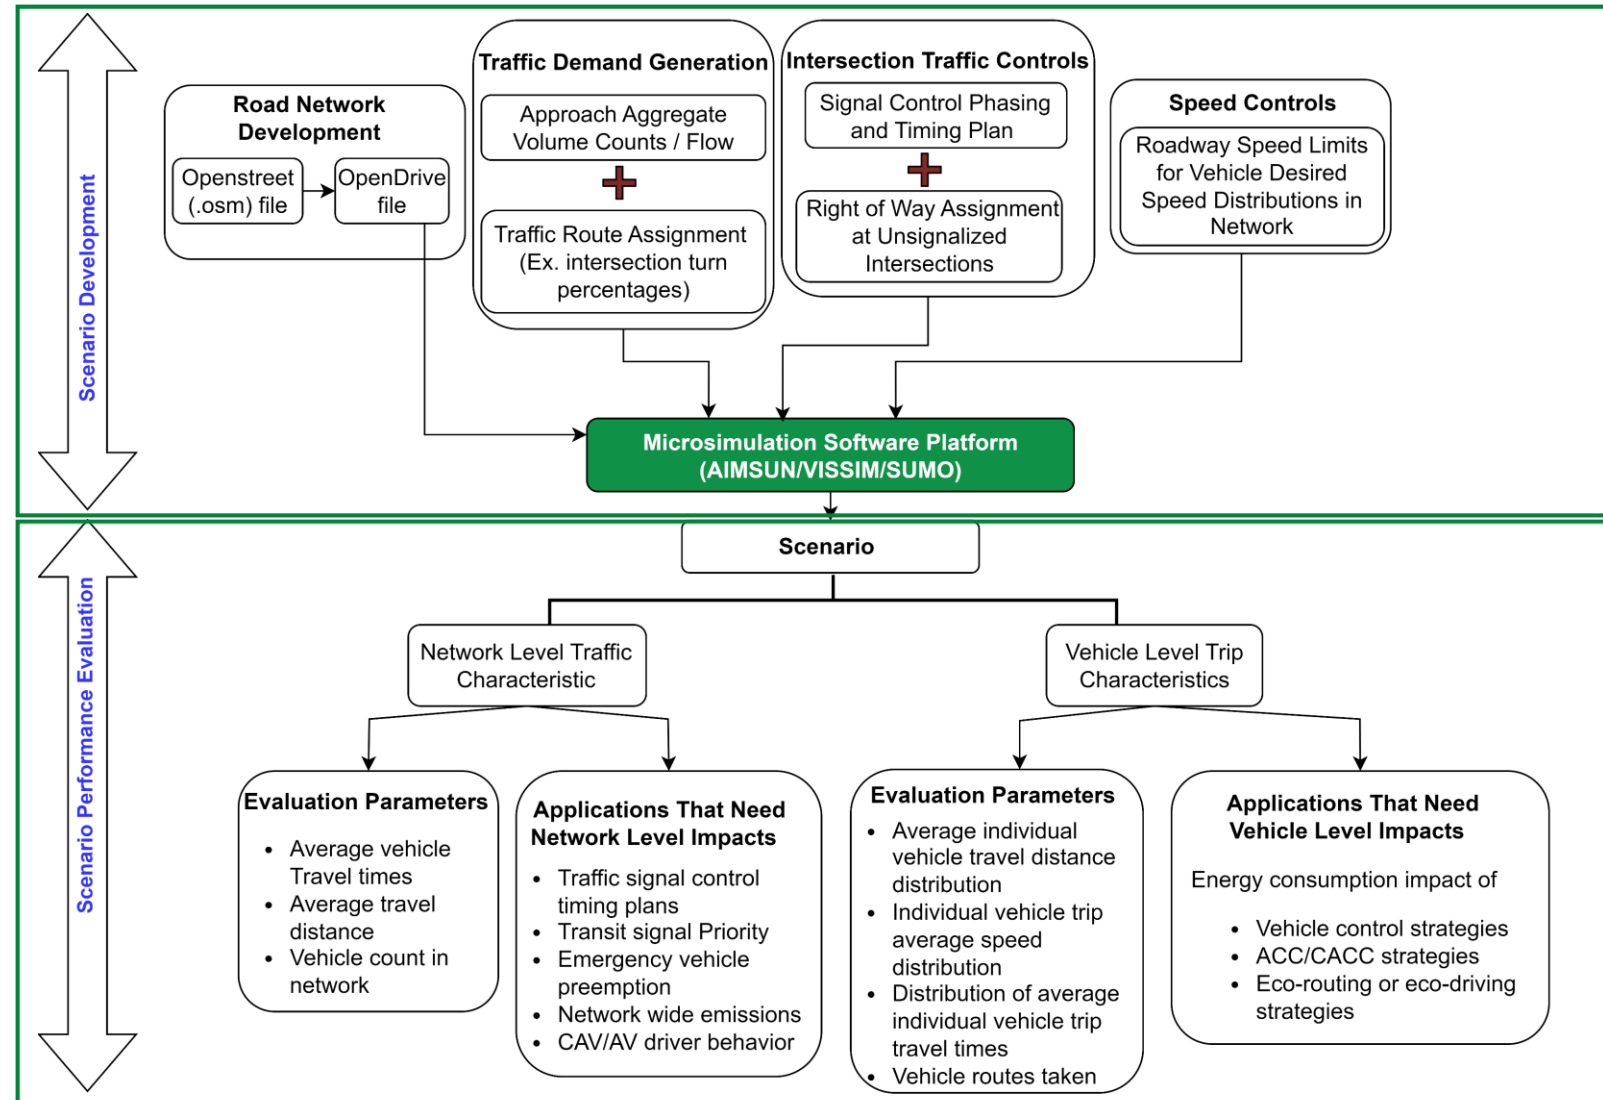 Scenario Development
Road Network
Development
Openstreet
(.osm) file
OpenDrive
file
Traffic Demand Generation
Approach Aggregate
Volume Counts / Flow
Traffic Route Assignment
(Ex. intersection turn
percentages)
Intersection Traffic Controls
Signal Control Phasing
and Timing Plan
Right of Way Assignment
at Unsignalized
Intersections
Speed Controls
Roadway Speed Limits
for Vehicle Desired
Speed Distributions in
Network
Microsimulation Software Platform
(AIMSUN/VISSIM/SUMO)
Scenario Performance Evaluation
Scenario
Network Level Traffic
Characteristic
Vehicle Level Trip
Characteristics
Evaluation Parameters
• Average vehicle
Travel times
• Average travel
distance
• Vehicle count in
network
Applications That Need
Network Level Impacts
• Traffic signal control
timing plans
• Transit signal Priority
• Emergency vehicle
preemption
• Network wide emissions
• CAV/AV driver behavior
Evaluation Parameters
• Average individual
vehicle travel distance
distribution
• Individual vehicle trip
average speed
distribution
• Distribution of average
individual vehicle trip
travel times
• Vehicle routes taken
Applications That Need
Vehicle Level Impacts
Energy consumption impact of
• Vehicle control strategies
• ACC/CACC strategies
• Eco-routing or eco-driving
strategies